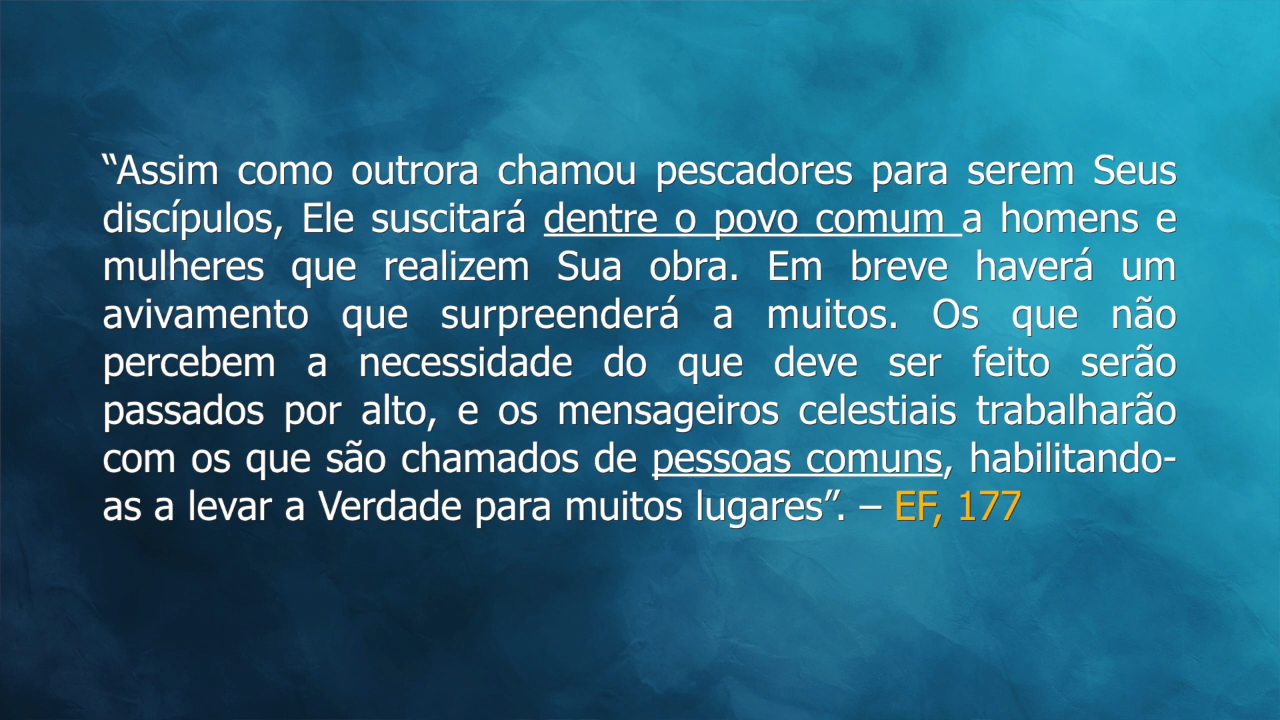 “Assim como outrora chamou pescadores para serem Seus
discípulos, Ele suscitará dentre o povo comum a homens e
mulheres que realizem Sua obra. Em breve haverá um
avivamento que surpreenderá a muitos. Os que não
percebem a necessidade do que deve ser feito serão
passados por alto, e os mensageiros celestiais trabalharão
com os que são chamados de pessoas comuns, habilitando-
as a levar a Verdade para muitos lugares”. – EF, 177